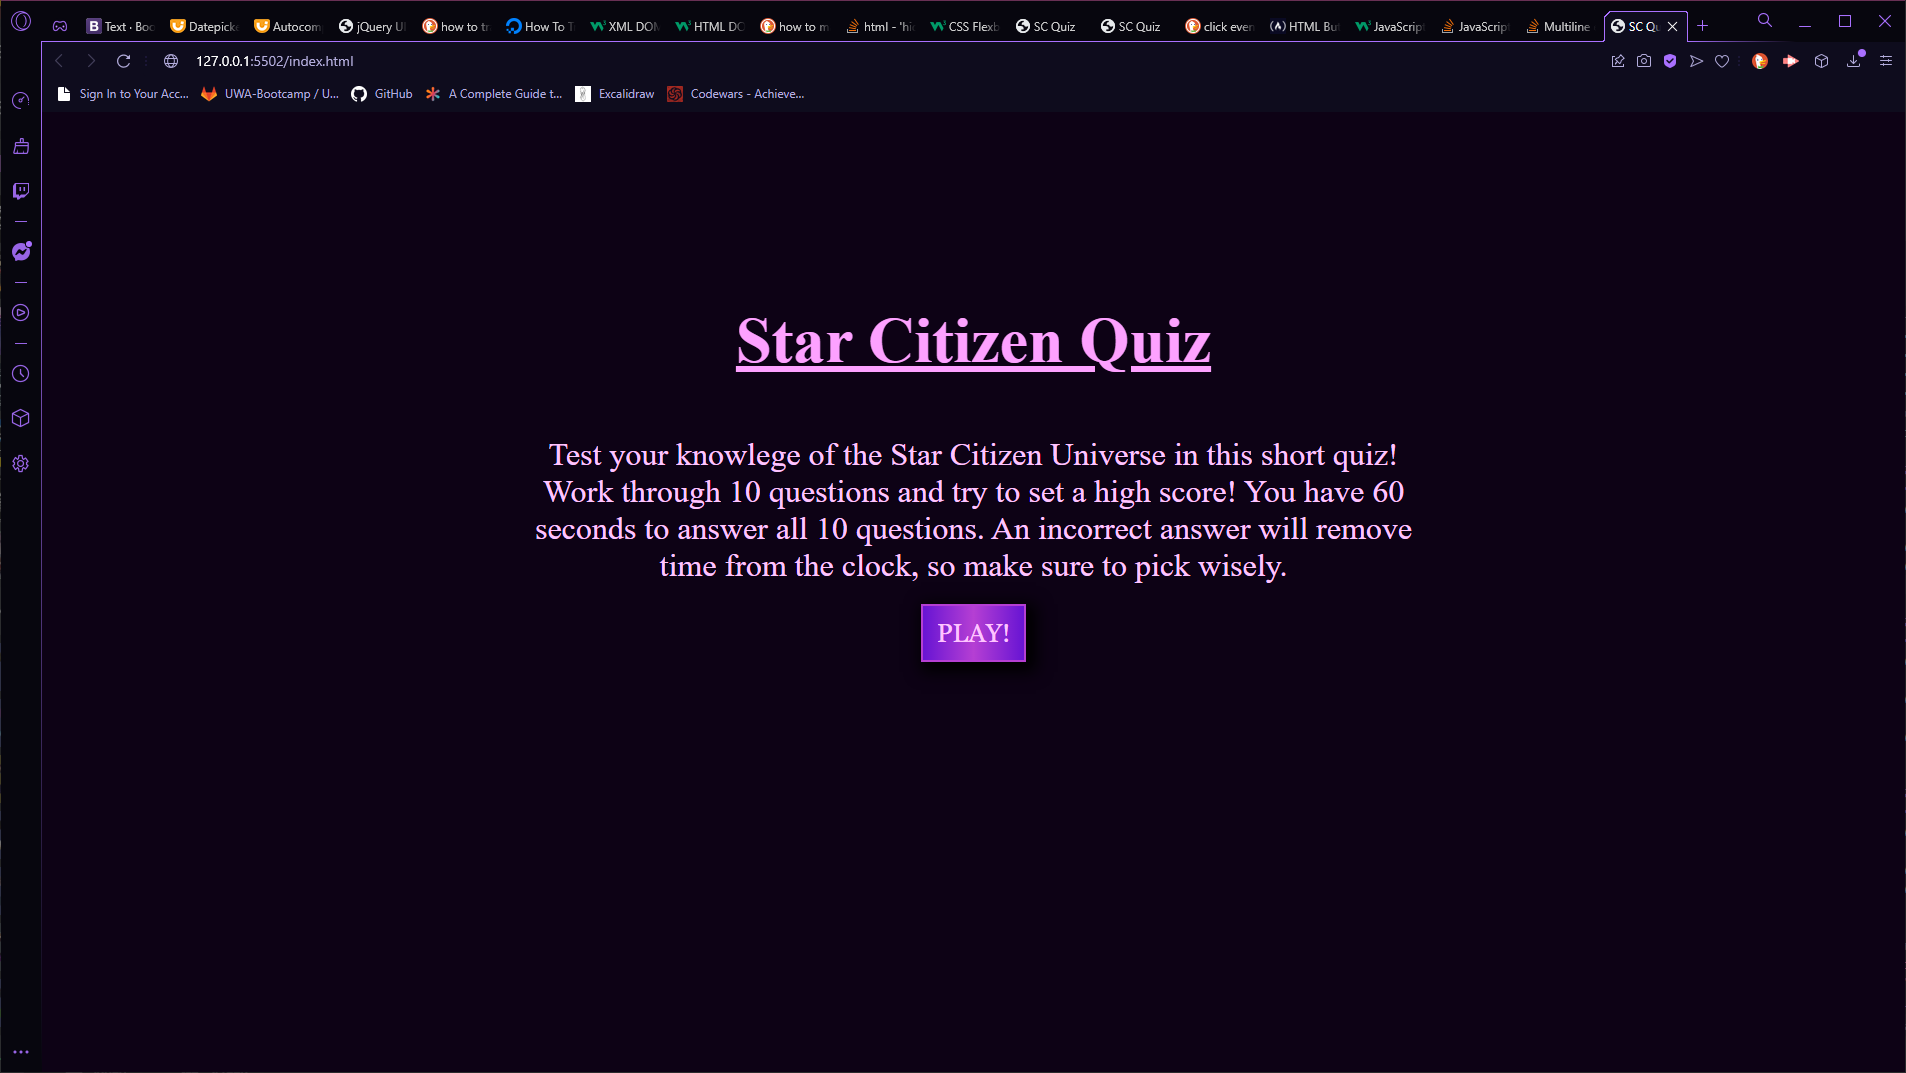 Text · Boo
Datepicke
Autocom
jQuery UI
how to tr
How To T
XML DOM
HTML DO
how to m
html - 'hi
CSS Flexb
SC Quiz
SC Quiz
click even
HTML Bu
JavaScript
JavaScript
Multiline
SC Qu
127.0.0.1:5502/index.html
Sign In to Your Acc...
UWA-Bootcamp / U...
GitHub
A Complete Guide t...
Excalidraw
Codewars - Achieve...
Star Citizen Quiz
Test your knowlege of the Star Citizen Universe in this short quiz!
Work through 10 questions and try to set a high score! You have 60
seconds to answer all 10 questions. An incorrect answer will remove
time from the clock, so make sure to pick wisely.
PLAY!